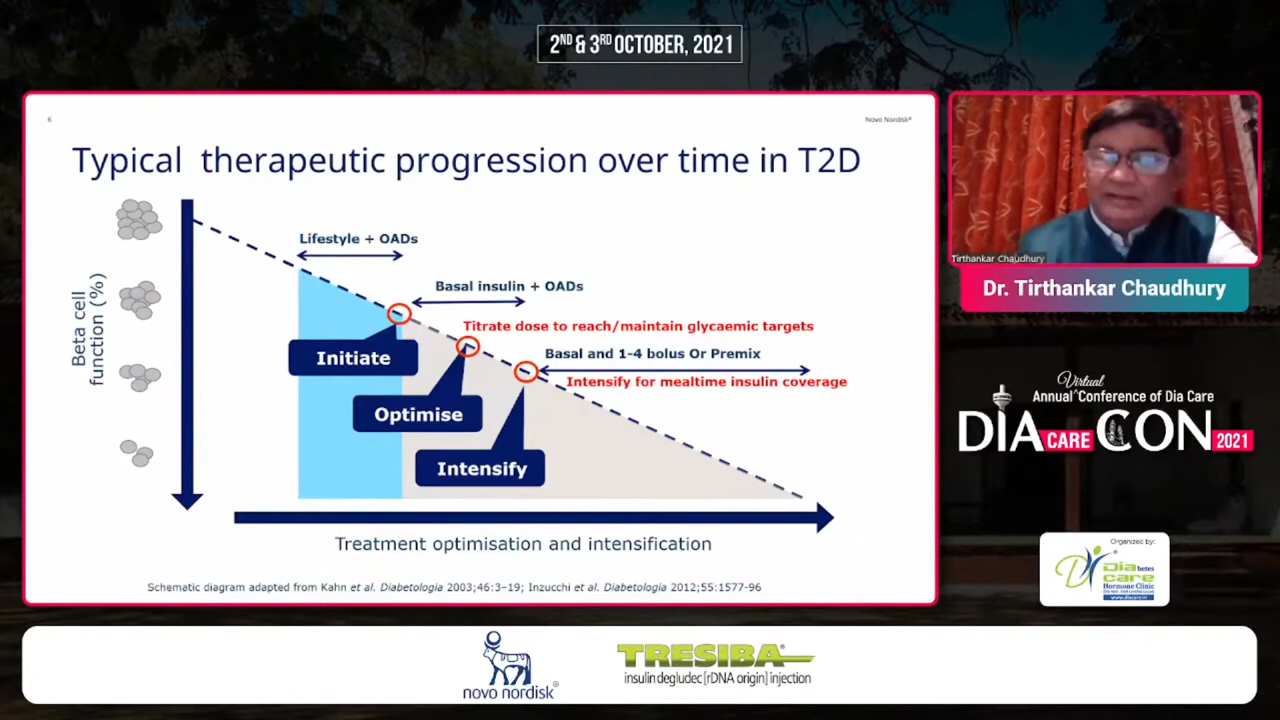 2ND & 3RD OCTOBER, 2021
6
Novo Nordisk®
Typical therapeutic progression over time in T2D
Beta cell
function (%)
Lifestyle + OADs
Basal insulin + OADs
Titrate dose to reach/maintain glycaemic targets
Basal and 1-4 bolus Or Premix
Intensify for mealtime insulin coverage
Initiate
Optimise
Intensify
Treatment optimisation and intensification
Schematic diagram adapted from Kahn et al. Diabetologia 2003;46:3–19; Inzucchi et al. Diabetologia 2012;55:1577-96
Tirthankar Chaudhury
Dr. Tirthankar Chaudhury
Virtual
Annual ^ Conference of Dia Care
DIA CARE CON 2021
Organized by:
Diabetes
care
Hormone Clinic
www.diacare.in
novo nordisk®
TRESIBA®
insulin degludec [rDNA origin] injection